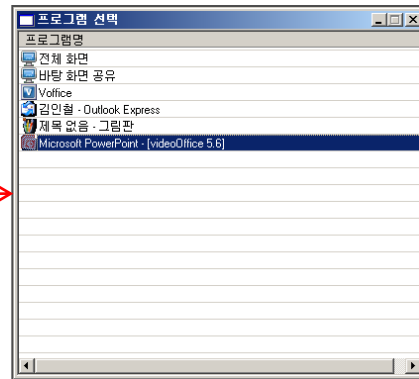 프로그램 선택
프로그램명
전체 화면
바탕 화면 공유
Voffice
김인철 - Outlook Express
제목 없음 - 그림판
Microsoft PowerPoint - [videoOffice 5.6]